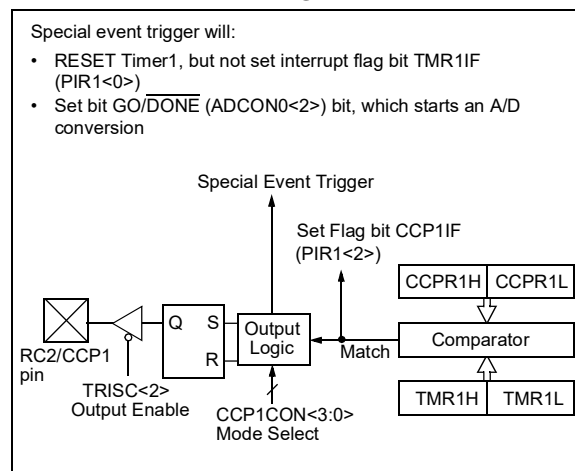 Special event trigger will:
• RESET Timer1, but not set interrupt flag bit TMR1IF
(PIR1<0>)
• Set bit GO/DONE (ADCON0<2>) bit, which starts an A/D
conversion
Special Event Trigger
Set Flag bit CCP1IF
(PIR1<2>)
CCPR1H CCPR1L
Q S
R
Output
Logic
Match
Comparator
RC2/CCP1
pin
TRISC<2>
Output Enable
CCP1CON<3:0>
Mode Select
TMR1H TMR1L